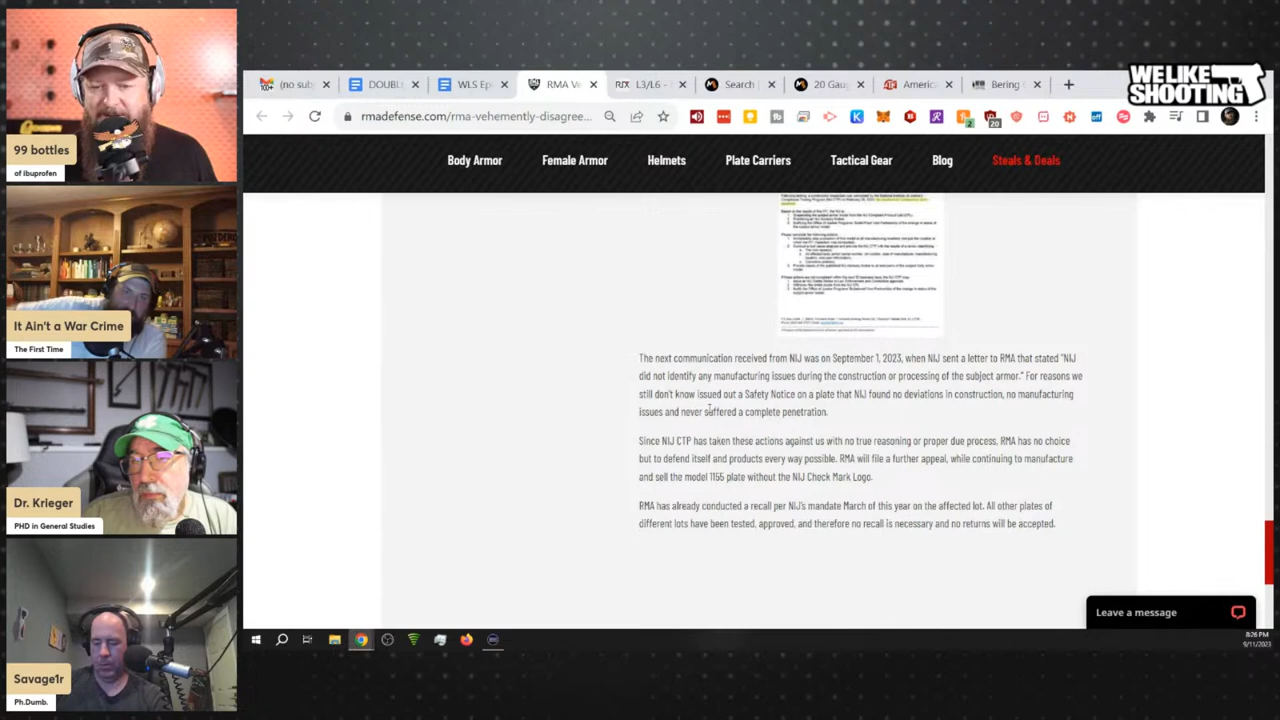 99 bottles
of ibuprofen
It Ain't a War Crime
The First Time
Dr. Krieger
PHD in General Studies
Savage1r
Ph.Dumb.
(no sub
DOUBL
WLS Ep
RMA Ve
L3/L6 -
Search
20 Gau
America
Bering
WE LIKE
SHOOTING
rmadefense.com/rma-vehemently-disagree...
Body Armor
Female Armor
Helmets
Plate Carriers
Tactical Gear
Blog
Steals & Deals
The next communication received from NIJ was on September 1, 2023, when NIJ sent a letter to RMA that stated "NIJ
did not identify any manufacturing issues during the construction or processing of the subject armor." For reasons we
still don't know issued out a Safety Notice on a plate that NIJ found no deviations in construction, no manufacturing
issues and never suffered a complete penetration.
Since NIJ CTP has taken these actions against us with no true reasoning or proper due process, RMA has no choice
but to defend itself and products every way possible. RMA will file a further appeal, while continuing to manufacture
and sell the model 1155 plate without the NIJ Check Mark Logo.
RMA has already conducted a recall per NIJ's mandate March of this year on the affected lot. All other plates of
different lots have been tested, approved, and therefore no recall is necessary and no returns will be accepted.
Leave a message
8:26 PM
9/11/2023